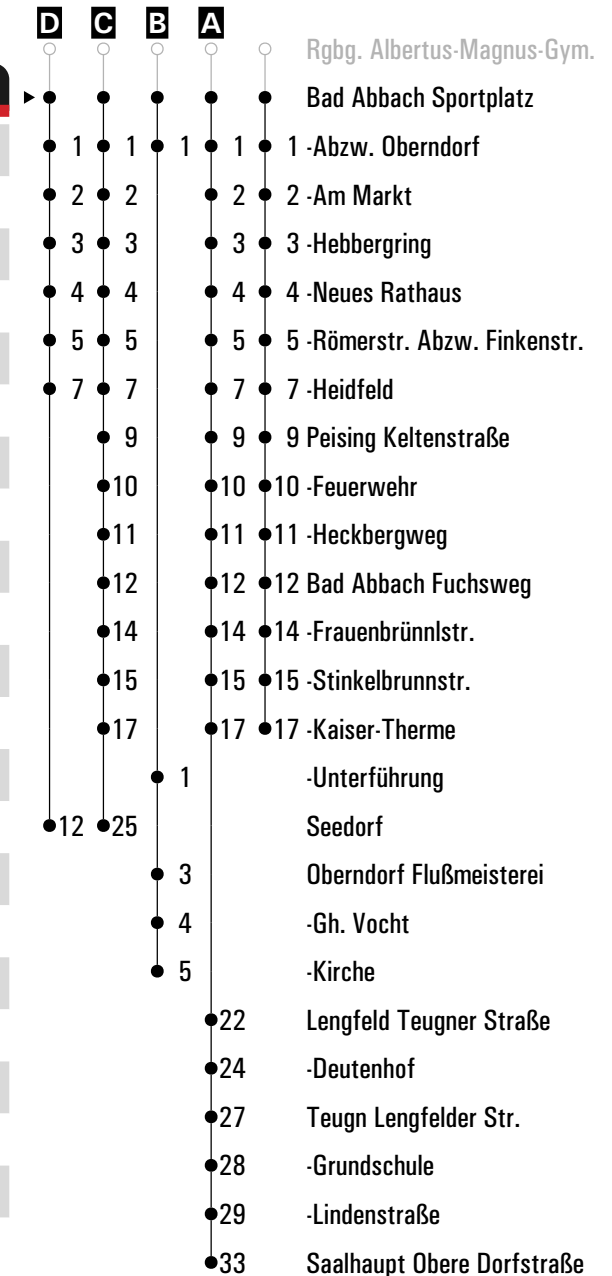 D C B A
Rgbg. Albertus-Magnus-Gym.
Bad Abbach Sportplatz
1 1 1 1 1 -Abzw. Oberndorf
2 2 2 2 -Am Markt
3 3 3 3 -Hebbergring
4 4 4 4 -Neues Rathaus
5 5 5 5 -Römerstr. Abzw. Finkenstr.
7 7 7 7 -Heidfeld
9 9 9 Peising Keltenstraße
10 10 10 -Feuerwehr
11 11 11 -Heckbergweg
12 12 12 Bad Abbach Fuchsweg
14 14 14 -Frauenbrünnlstr.
15 15 15 -Stinkelbrunnstr.
17 17 17 -Kaiser-Therme
1 -Unterführung
12 25 Seedorf
3 Oberndorf Flußmeisterei
4 -Gh. Vocht
5 -Kirche
22 Lengfeld Teugner Straße
24 -Deutenhof
27 Teugn Lengfelder Str.
28 -Grundschule
29 -Lindenstraße
33 Saalhaupt Obere Dorfstraße